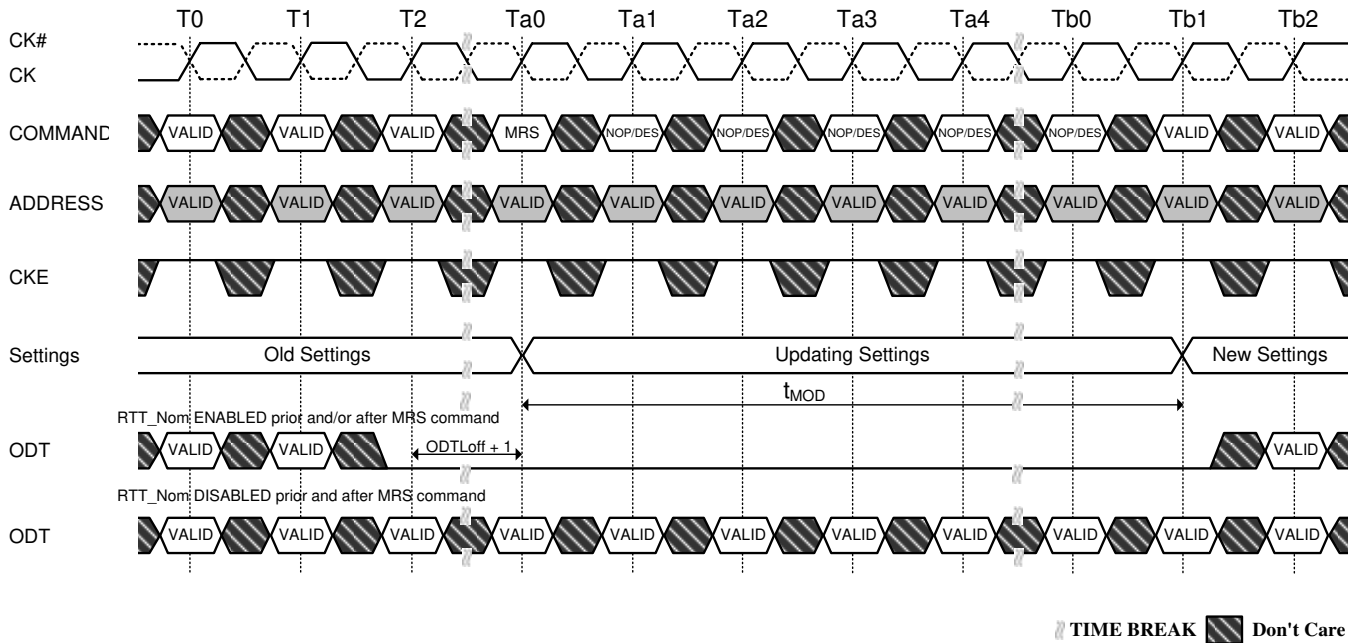 T0 T1 T2 Ta0 Ta1 Ta2 Ta3 Ta4 Tb0 Tb1 Tb2
CK#
CK
COMMAND VALID VALID VALID MRS NOP/DES NOP/DES NOP/DES NOP/DES NOP/DES VALID VALID
ADDRESS VALID VALID VALID VALID VALID VALID VALID VALID VALID VALID VALID
CKE
Settings Old Settings Updating Settings New Settings
tMOD
RTT_Nom ENABLED prior and/or after MRS command
ODT VALID VALID ODTLoff + 1 VALID
RTT_Nom DISABLED prior and after MRS command
ODT VALID VALID VALID VALID VALID VALID VALID VALID VALID VALID VALID
TIME BREAK Don't Care